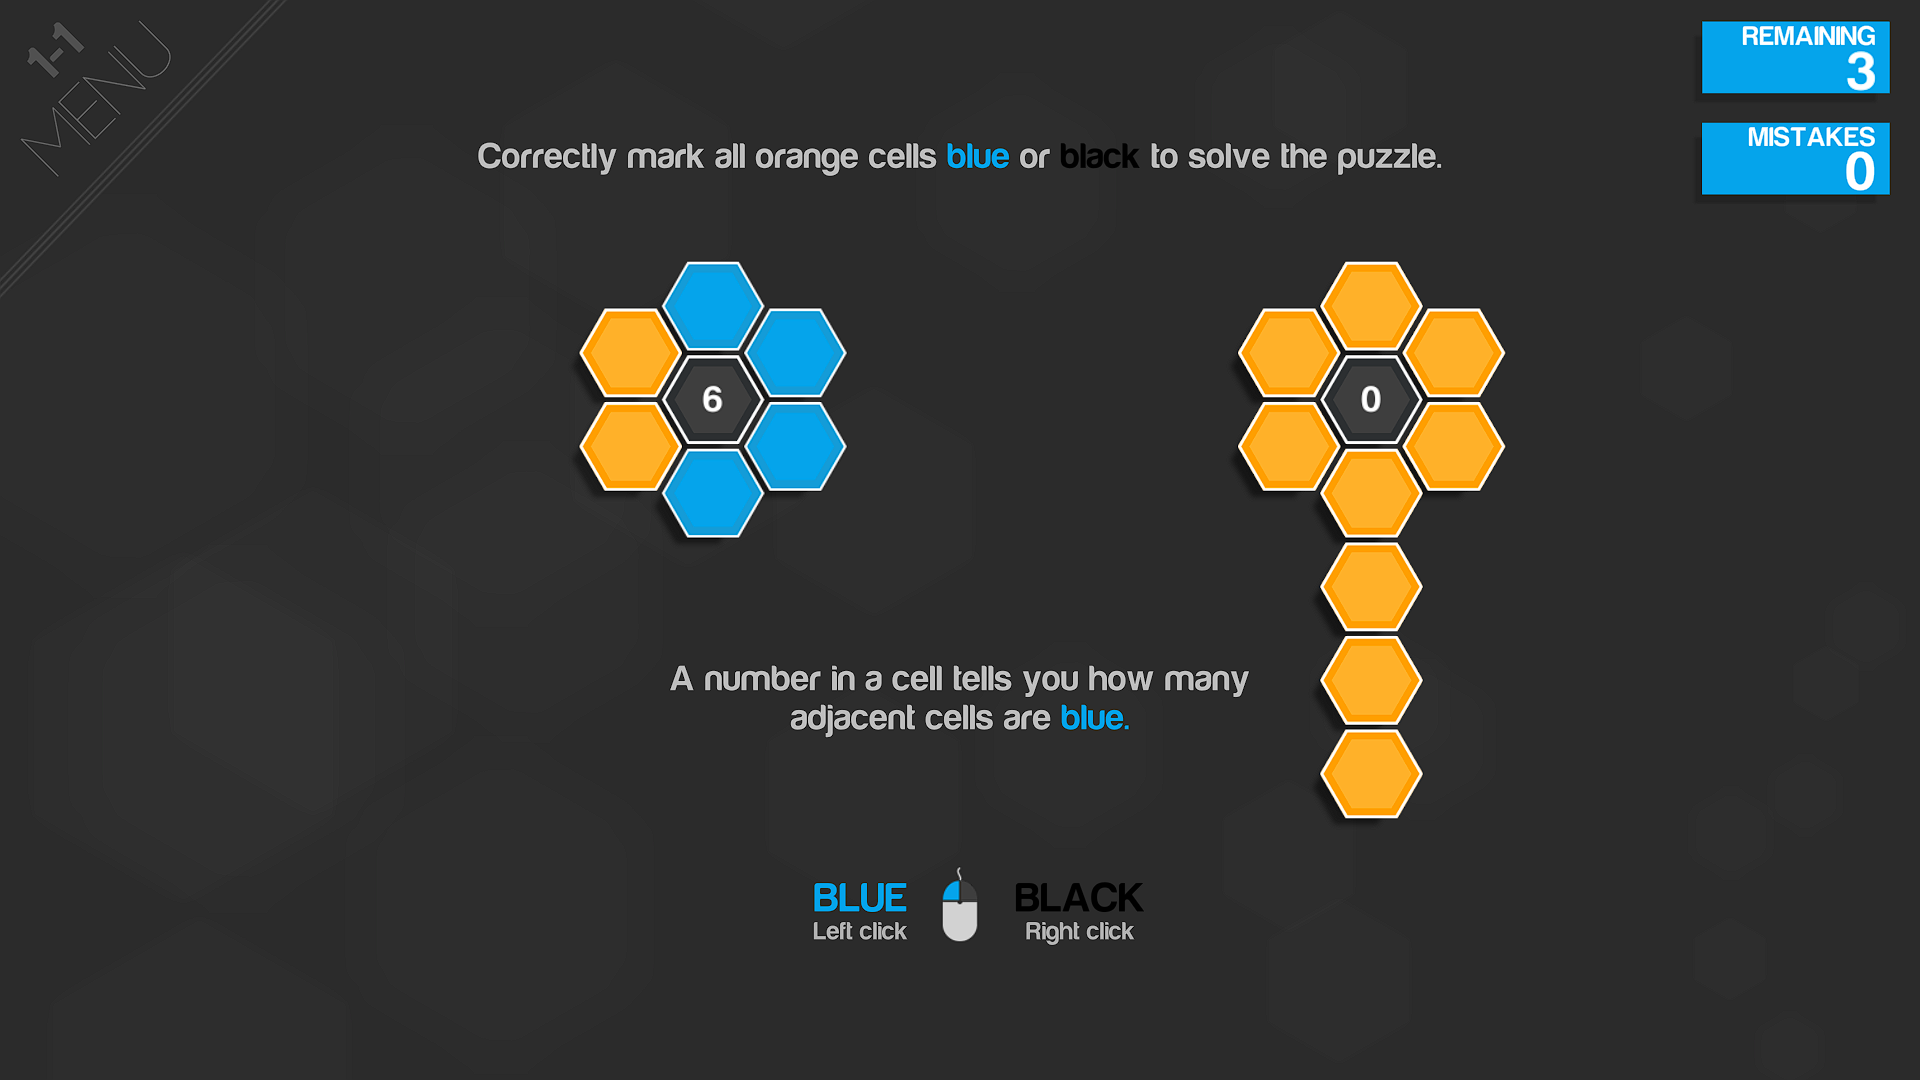 1-1
MENU
REMAINING
3
MISTAKES
0
Correctly mark all orange cells blue or black to solve the puzzle.
6
0
A number in a cell tells you how many
adjacent cells are blue.
BLUE
Left click
BLACK
Right click